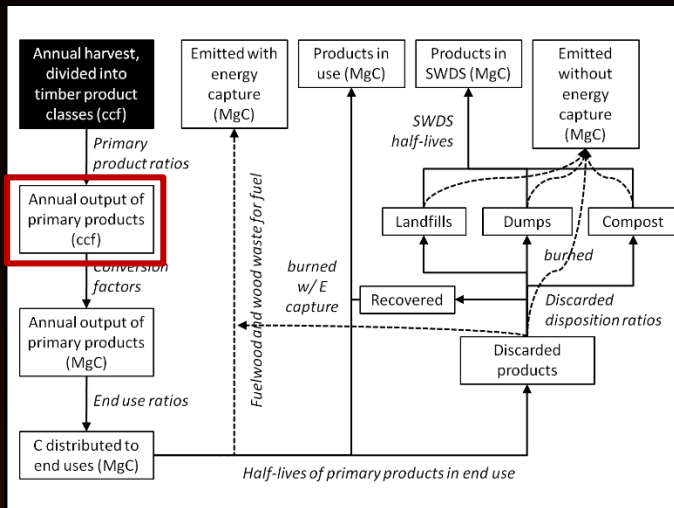 Annual harvest,
divided into
timber product
classes (ccf)
Emitted with
energy capture
(MgC)
Products in
use (MgC)
Products in
SWDS (MgC)
Emitted
without
energy
capture
(MgC)
Primary
product ratios
SWDS
half-lives
Annual output of
primary products
(ccf)
Landfills
Dumps
Compost
Conversion
factors
burned
w/ E
capture
burned
Recovered
Discarded
disposition ratios
Fuelwood and wood waste for fuel
Annual output of
primary products
(MgC)
Discarded
products
End use ratios
C distributed to
end uses (MgC)
Half-lives of primary products in end use